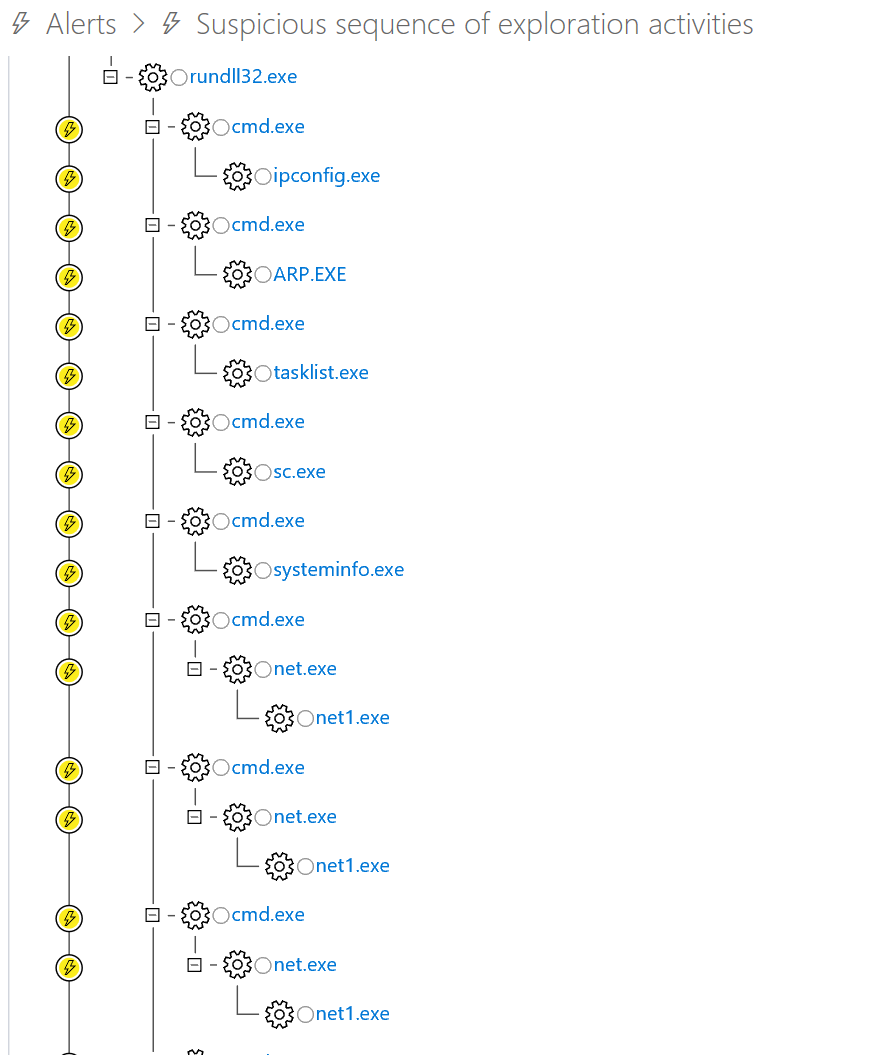 Alerts > Suspicious sequence of exploration activities
rundll32.exe
cmd.exe
ipconfig.exe
cmd.exe
ARP.EXE
cmd.exe
tasklist.exe
cmd.exe
sc.exe
cmd.exe
systeminfo.exe
cmd.exe
net.exe
net1.exe
cmd.exe
net.exe
net1.exe
cmd.exe
net.exe
net1.exe